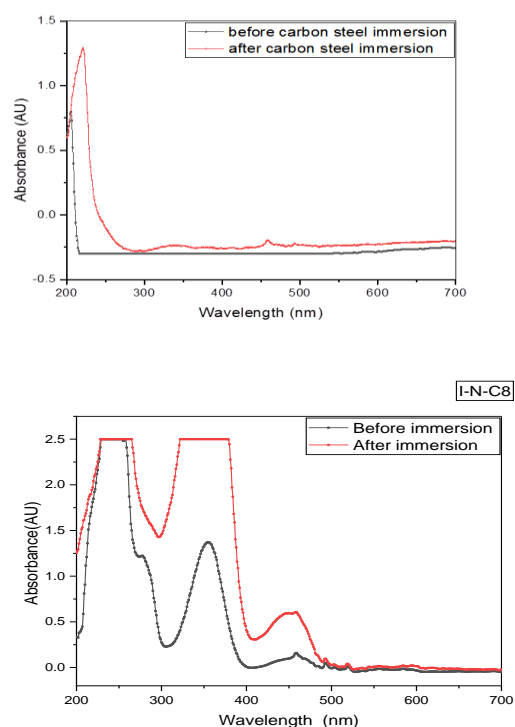 before carbon steel immersion
after carbon steel immersion
1.5
1.0
0.5
0.0
-0.5
Absorbance (AU)
200 300 400 500 600 700
Wavelength (nm)
I-N-C8
Before immersion
After immersion
2.5
2.0
1.5
1.0
0.5
0.0
Absorbance(AU)
200 300 400 500 600 700
Wavelength (nm)